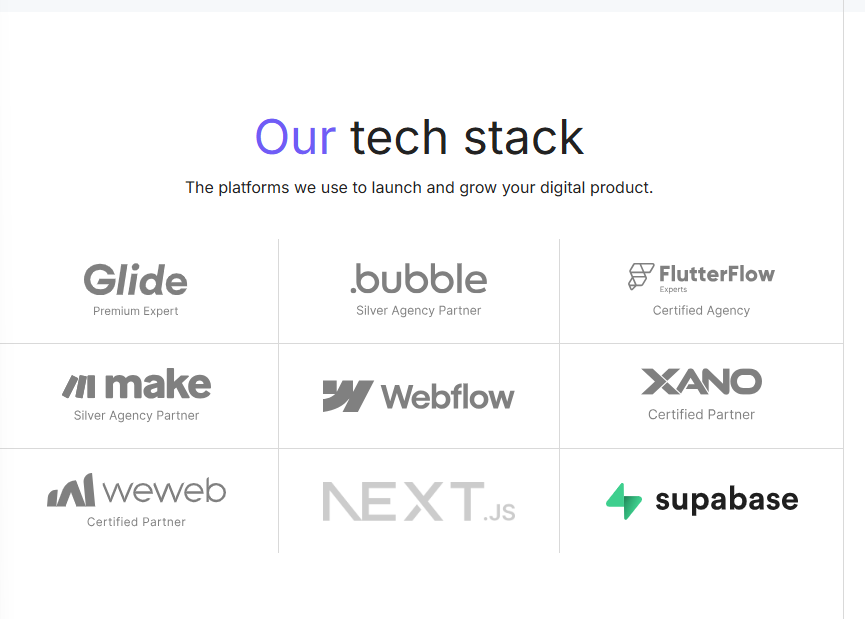 Our tech stack
The platforms we use to launch and grow your digital product.
Glide
Premium Expert
.bubble
Silver Agency Partner
FlutterFlow
Experts
Certified Agency
make
Silver Agency Partner
Webflow
XANO
Certified Partner
weweb
Certified Partner
NEXT.JS
supabase